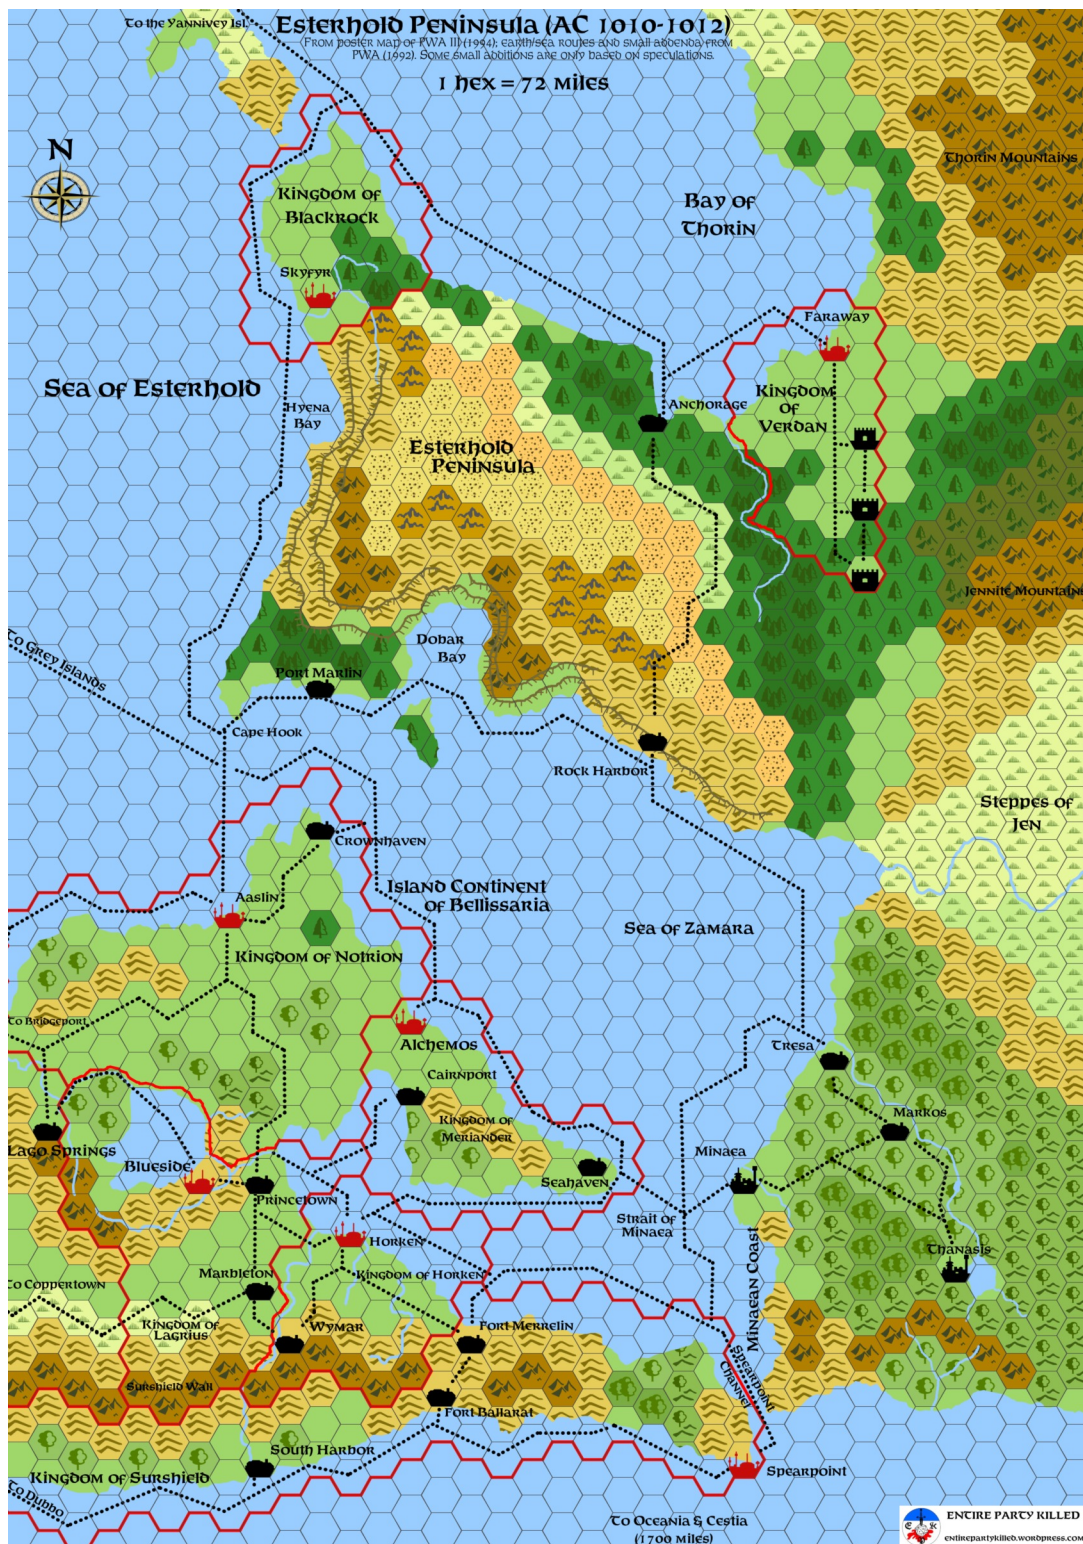 To the Yannivey Isl.
Esterhold Peninsula (AC 1010-1012)
(From poster map of PWA III (1994); earth/sea routes and small addenda from
PWA (1992). Some small additions are only based on speculations.
1 hex = 72 miles
N
Thorin Mountains
Kingdom of
Blackrock
Bay of
Thorin
Skyfyr
Faraway
Sea of Esterhold
Kingdom
of
Verdan
Hyena
Bay
Anchorage
Esterhold
Peninsula
Jennite Mountains
To Grey Islands
Dobar
Bay
Port Marlin
Cape Hook
Rock Harbor
Steppes of
Jen
Crownhaven
Island Continent
of Bellissaria
Aaslin
Sea of Zamara
Kingdom of Notrion
To Bridgeport
Alchemos
Tresa
Cairnport
Kingdom of
Meriander
Markos
Lago Springs
Blueside
Minaea
Seahaven
Princetown
Strait of
Minaea
Horken
Thanasis
Marbleton
Kingdom of Horken
To Coppertown
Minaean Coast
Kingdom of
Lagrius
Wymar
Fort Merrelin
Spearpoint
Channel
Surshield Wall
Fort Ballarat
South Harbor
Kingdom of Surshield
Spearpoint
To Dubbo
To Oceania & Cestia
(1700 miles)
Entire Party Killed
entirepartykilled.wordpress.com